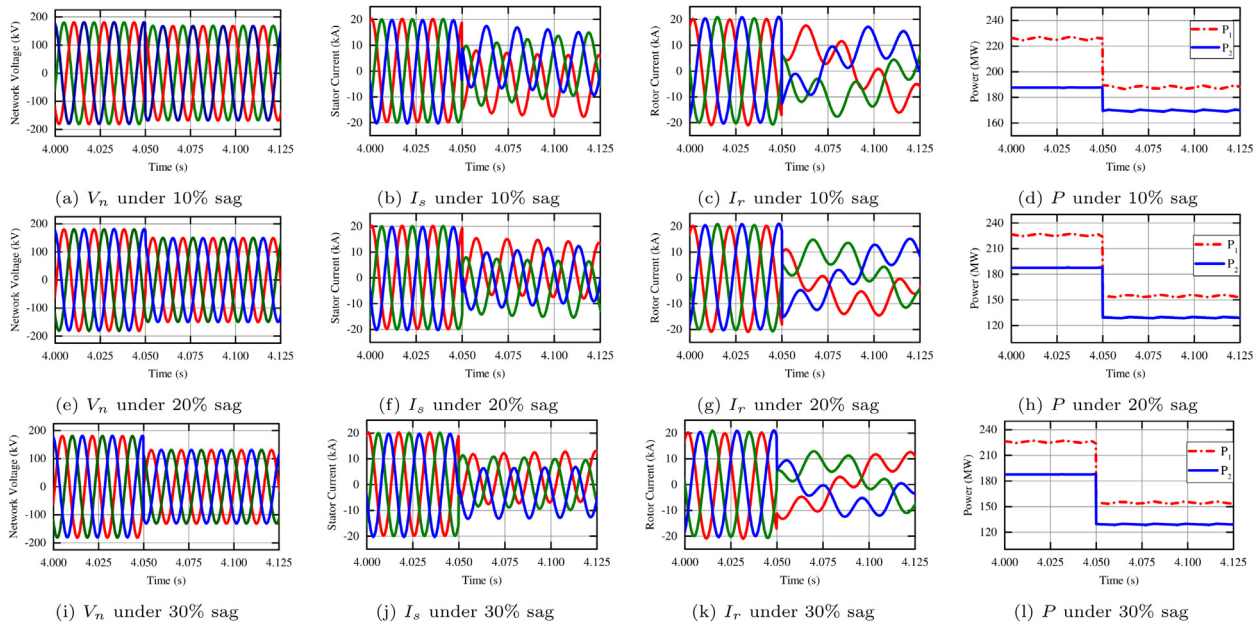 Network Voltage (kV)
200
100
0
-100
-200
4.000 4.025 4.050 4.075 4.100 4.125
Time (s)
(a) Vn under 10% sag
Stator Current (kA)
20
10
0
-10
-20
4.000 4.025 4.050 4.075 4.100 4.125
Time (s)
(b) Is under 10% sag
Rotor Current (kA)
20
10
0
-10
-20
4.000 4.025 4.050 4.075 4.100 4.125
Time (s)
(c) Ir under 10% sag
Power (MW)
250
220
190
160
P1
P2
4.000 4.025 4.050 4.075 4.100 4.125
Time (s)
(d) P under 10% sag
Network Voltage (kV)
200
100
0
-100
-200
4.000 4.025 4.050 4.075 4.100 4.125
Time (s)
(e) Vn under 20% sag
Stator Current (kA)
20
10
0
-10
-20
4.000 4.025 4.050 4.075 4.100 4.125
Time (s)
(f) Is under 20% sag
Rotor Current (kA)
20
10
0
-10
-20
4.000 4.025 4.050 4.075 4.100 4.125
Time (s)
(g) Ir under 20% sag
Power (MW)
240
210
180
150
120
P1
P2
4.000 4.025 4.050 4.075 4.100 4.125
Time (s)
(h) P under 20% sag
Network Voltage (kV)
200
100
0
-100
-200
4.000 4.025 4.050 4.075 4.100 4.125
Time (s)
(i) Vn under 30% sag
Stator Current (kA)
20
10
0
-10
-20
4.000 4.025 4.050 4.075 4.100 4.125
Time (s)
(j) Is under 30% sag
Rotor Current (kA)
20
10
0
-10
-20
4.000 4.025 4.050 4.075 4.100 4.125
Time (s)
(k) Ir under 30% sag
Power (MW)
240
210
180
150
120
P1
P2
4.000 4.025 4.050 4.075 4.100 4.125
Time (s)
(l) P under 30% sag